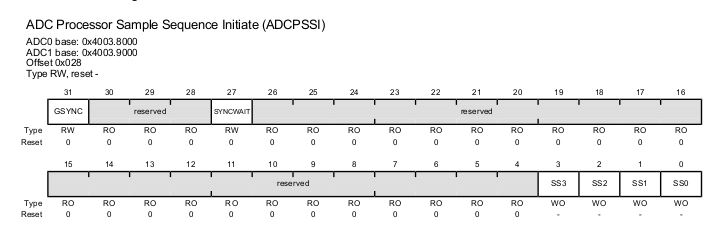 ADC Processor Sample Sequence Initiate (ADCPSSI)
ADC0 base: 0x4003.8000
ADC1 base: 0x4003.9000
Offset 0x028
Type RW, reset -
31 30 29 28 27 26 25 24 23 22 21 20 19 18 17 16
GSYNC reserved SYNCWAIT reserved
Type RW RO RO RO RW RO RO RO RO RO RO RO RO RO RO RO
Reset 0 0 0 0 0 0 0 0 0 0 0 0 0 0 0 0
15 14 13 12 11 10 9 8 7 6 5 4 3 2 1 0
reserved SS3 SS2 SS1 SS0
Type RO RO RO RO RO RO RO RO RO RO RO RO WO WO WO WO
Reset 0 0 0 0 0 0 0 0 0 0 0 0 - - - -